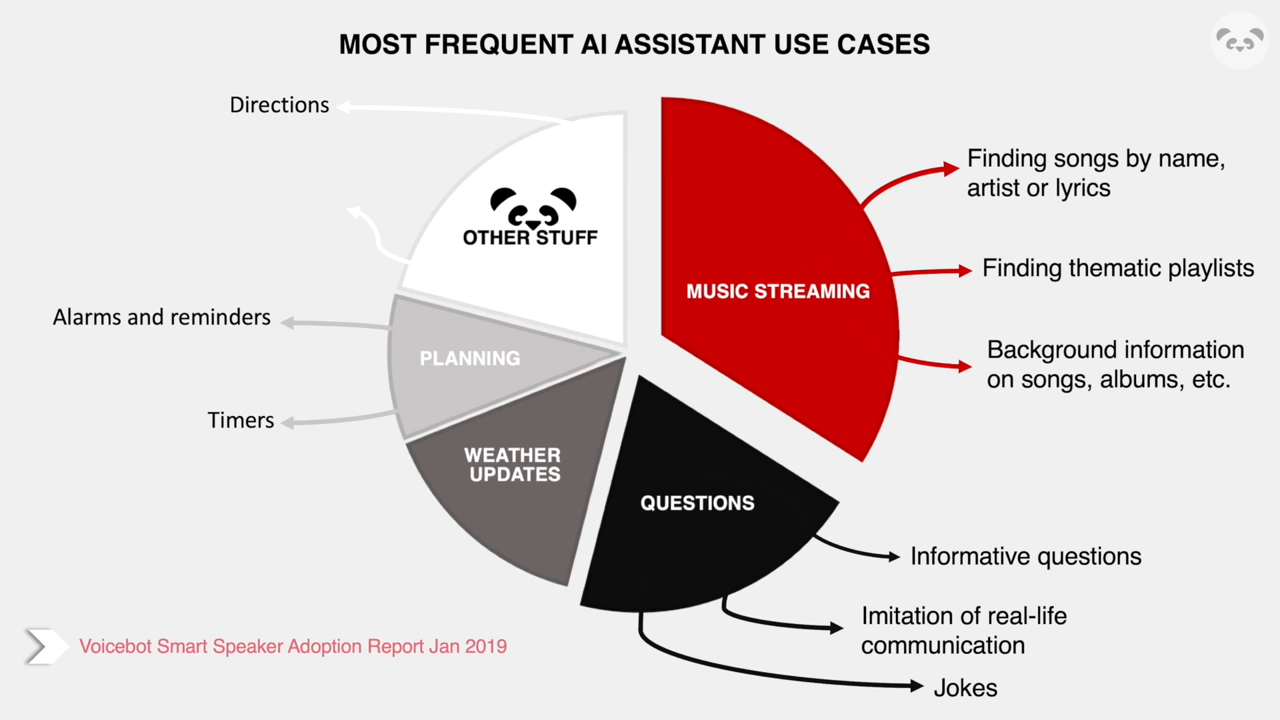 MOST FREQUENT AI ASSISTANT USE CASES
Directions
OTHER STUFF
Finding songs by name,
artist or lyrics
Finding thematic playlists
MUSIC STREAMING
Background information
on songs, albums, etc.
Alarms and reminders
PLANNING
Timers
WEATHER
UPDATES
QUESTIONS
Informative questions
Imitation of real-life
communication
Jokes
Voicebot Smart Speaker Adoption Report Jan 2019